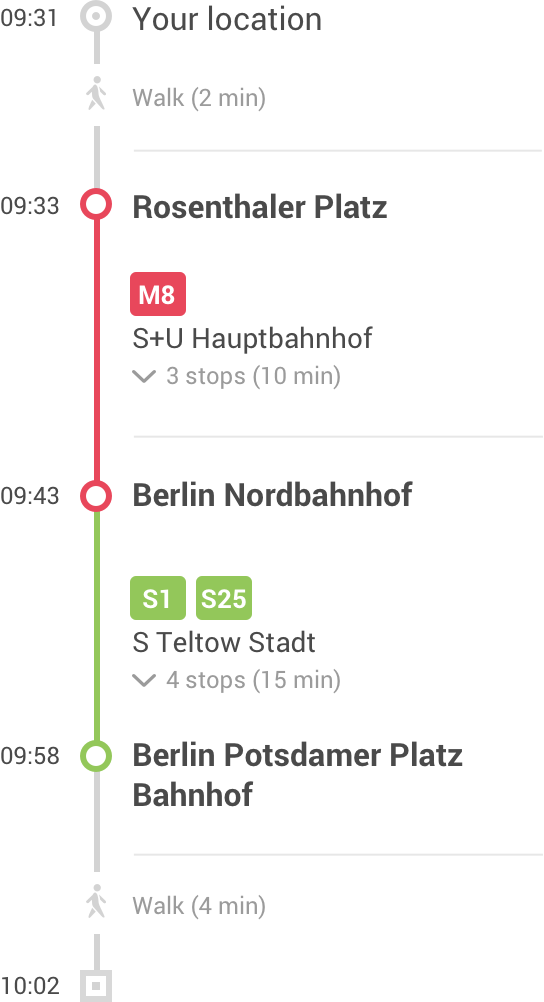 09:31 Your location
Walk (2 min)
09:33 Rosenthaler Platz
M8
S+U Hauptbahnhof
3 stops (10 min)
09:43 Berlin Nordbahnhof
S1 S25
S Teltow Stadt
4 stops (15 min)
09:58 Berlin Potsdamer Platz
Bahnhof
Walk (4 min)
10:02